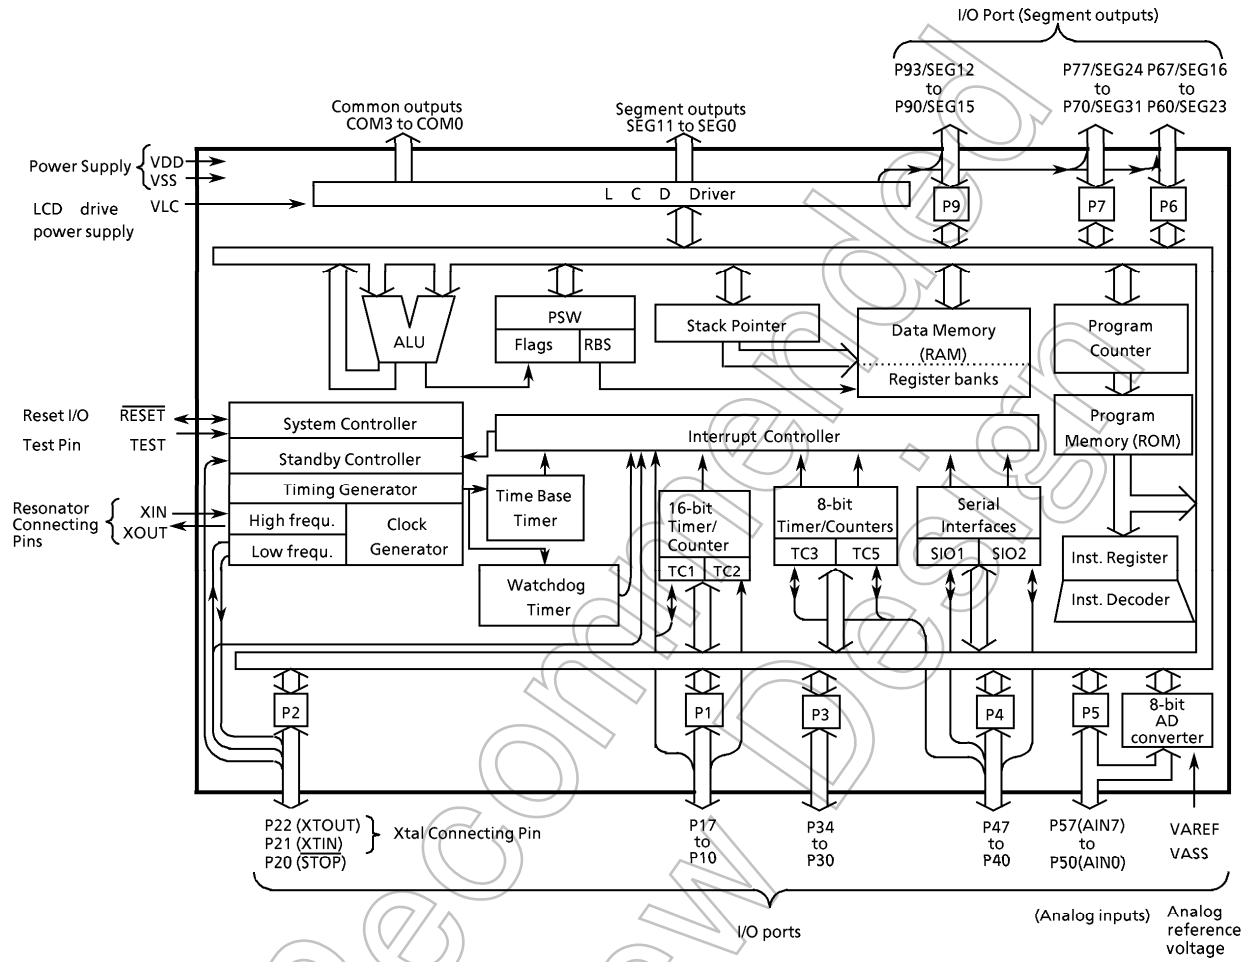 I/O Port (Segment outputs)
P93/SEG12
to
P90/SEG15
P77/SEG24
to
P70/SEG31
P67/SEG16
to
P60/SEG23
Common outputs
COM3 to COM0
Segment outputs
SEG11 to SEG0
Power Supply
VDD
VSS
LCD drive
power supply
VLC
L C D Driver
P9
P7
P6
ALU
PSW
Flags
RBS
Stack Pointer
Data Memory
(RAM)
Register banks
Program
Counter
Reset I/O
RESET
Test Pin
TEST
System Controller
Standby Controller
Timing Generator
High frequ.
Low frequ.
Clock
Generator
Interrupt Controller
Program
Memory (ROM)
Resonator
Connecting
Pins
XIN
XOUT
Time Base
Timer
Watchdog
Timer
16-bit
Timer/
Counter
TC1
TC2
8-bit
Timer/Counters
TC3
TC5
Serial
Interfaces
SIO1
SIO2
Inst. Register
Inst. Decoder
P2
P1
P3
P4
P5
8-bit
AD
converter
P22 (XTOUT)
P21 (XTIN)
P20 (STOP)
Xtal Connecting Pin
P17
to
P10
P34
to
P30
P47
to
P40
P57(AIN7)
to
P50(AIN0)
VAREF
VASS
I/O ports
(Analog inputs)
Analog
reference
voltage
Recommended
New Design